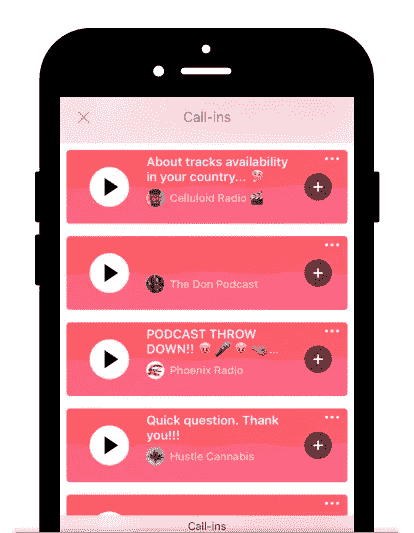 Call-ins
About tracks availability
in your country...
Celluloid Radio
The Don Podcast
PODCAST THROW
DOWN!!
...
Phoenix Radio
Quick question. Thank
you!!!
Hustle Cannabis
Call-ins